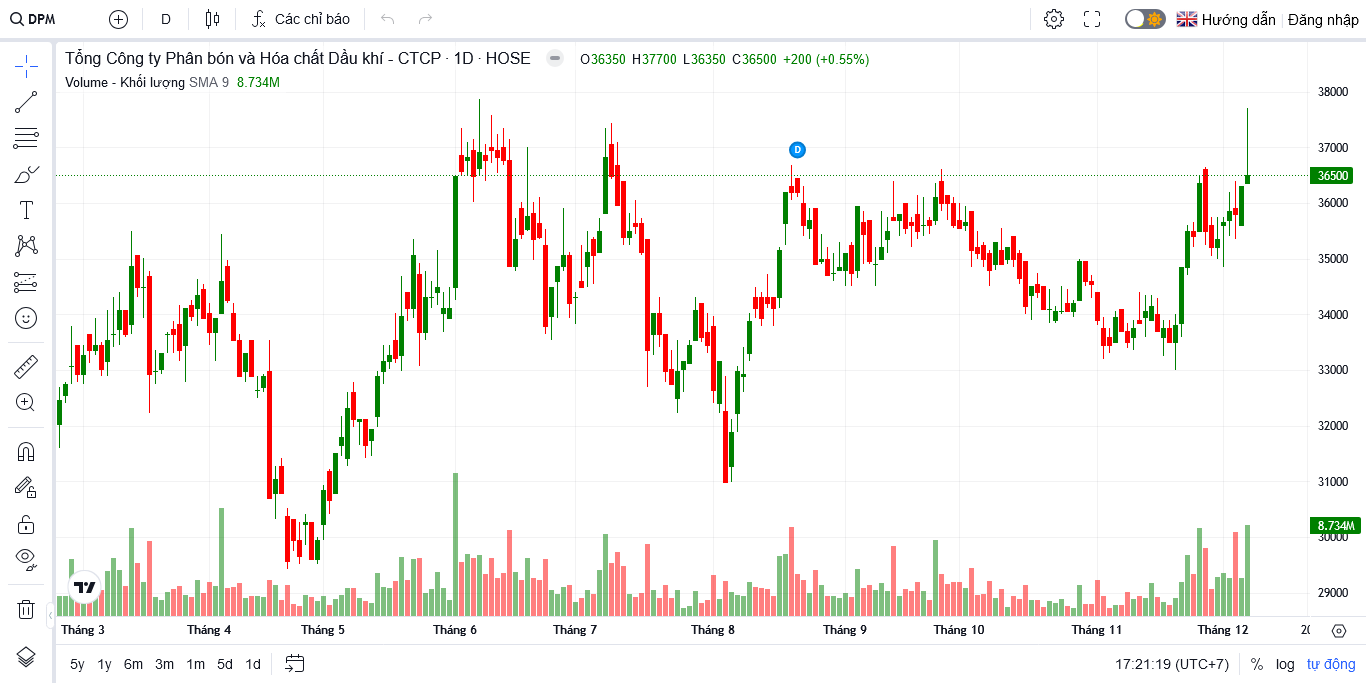 DPM D Các chỉ báo Hướng dẫn Đăng nhập
Tổng Công ty Phân bón và Hóa chất Dầu khí - CTCP · 1D · HOSE O36350 H37700 L36350 C36500 +200 (+0.55%)
Volume - Khối lượng SMA 9 8.734M
38000
D
37000
36500
36000
35000
34000
33000
32000
31000
8.734M
30000
29000
Tháng 3 Tháng 4 Tháng 5 Tháng 6 Tháng 7 Tháng 8 Tháng 9 Tháng 10 Tháng 11 Tháng 12
5y 1y 6m 3m 1m 5d 1d 17:21:19 (UTC+7) % log tự động